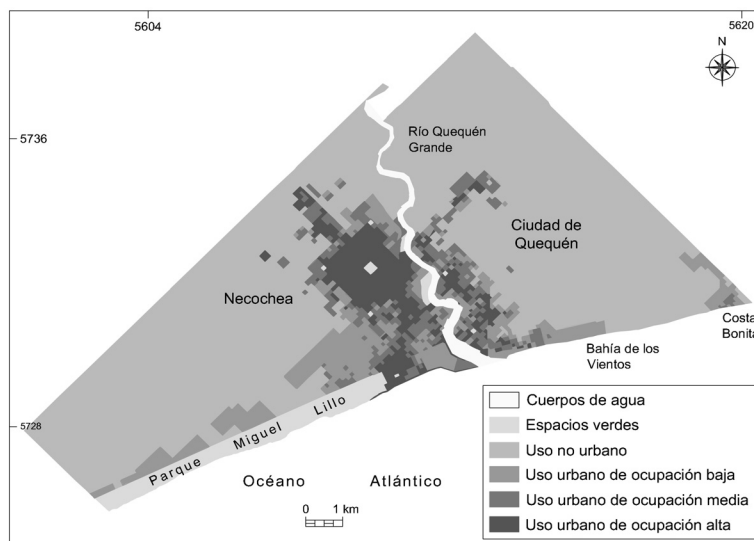 5604
5620
N
5736
Río Quequén
Grande
Ciudad de
Quequén
Necochea
Costa
Bonita
Bahía de los
Vientos
5728
Parque Miguel Lillo
Océano Atlántico
0 1 km
Cuerpos de agua
Espacios verdes
Uso no urbano
Uso urbano de ocupación baja
Uso urbano de ocupación media
Uso urbano de ocupación alta